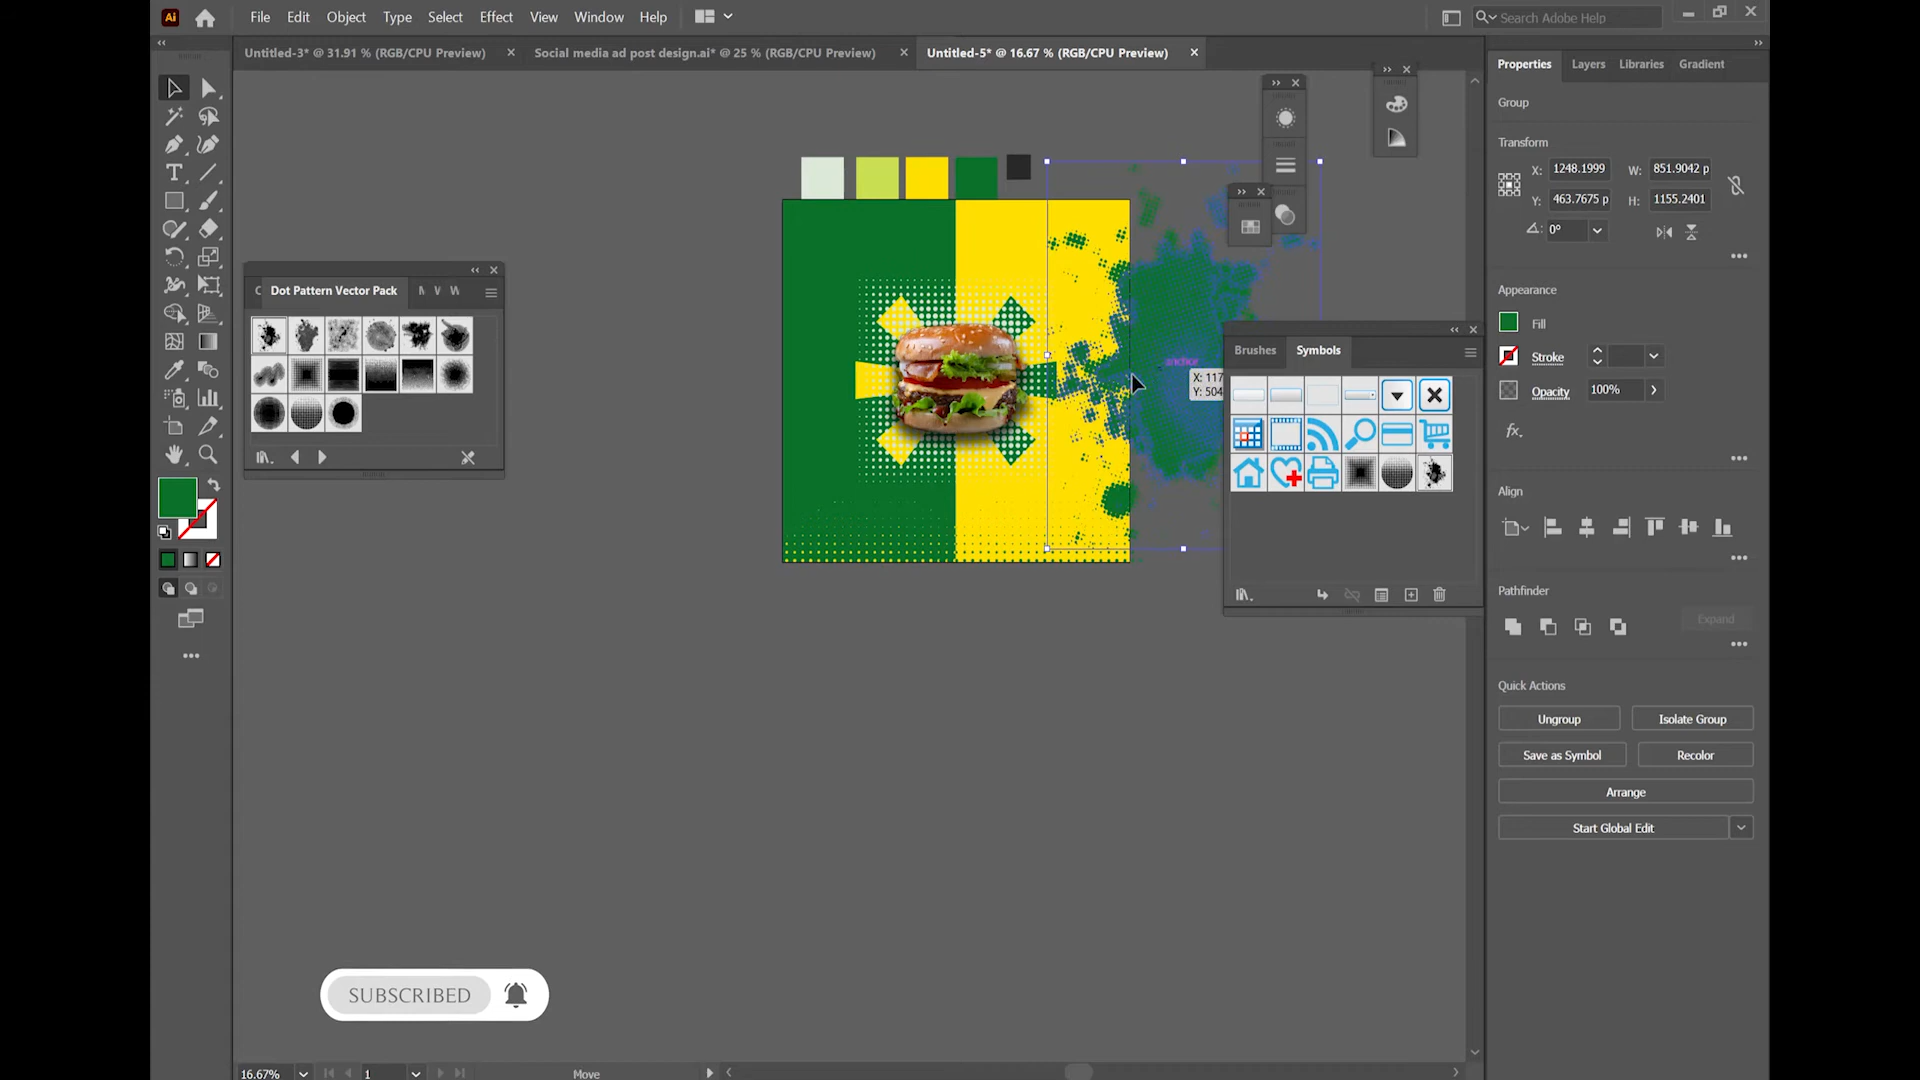 Ai File Edit Object Type Select Effect View Window Help Search Adobe Help
Untitled-3* @ 31.91 % (RGB/CPU Preview) Social media ad post design.ai* @ 25 % (RGB/CPU Preview) Untitled-5* @ 16.67 % (RGB/CPU Preview)
Properties Layers Libraries Gradient
Group
Transform
X: 1248.1999 W: 851.9042 p
Y: 463.7675 p H: 1155.2401
0°
Appearance
Fill
Stroke
Opacity 100%
fx.
Align
Pathfinder
Expand
Quick Actions
Ungroup Isolate Group
Save as Symbol Recolor
Arrange
Start Global Edit
Dot Pattern Vector Pack
anchor
X: 117
Y: 504
Brushes Symbols
SUBSCRIBED
16.67% 1 Move